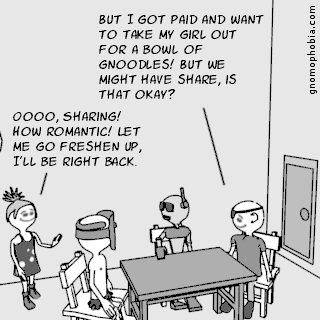 BUT I GOT PAID AND WANT
TO TAKE MY GIRL OUT
FOR A BOWL OF
GNOODLES! BUT WE
MIGHT HAVE SHARE, IS
THAT OKAY?
OOOO, SHARING!
HOW ROMANTIC! LET
ME GO FRESHEN UP,
I'LL BE RIGHT BACK.
gnomophobia.com